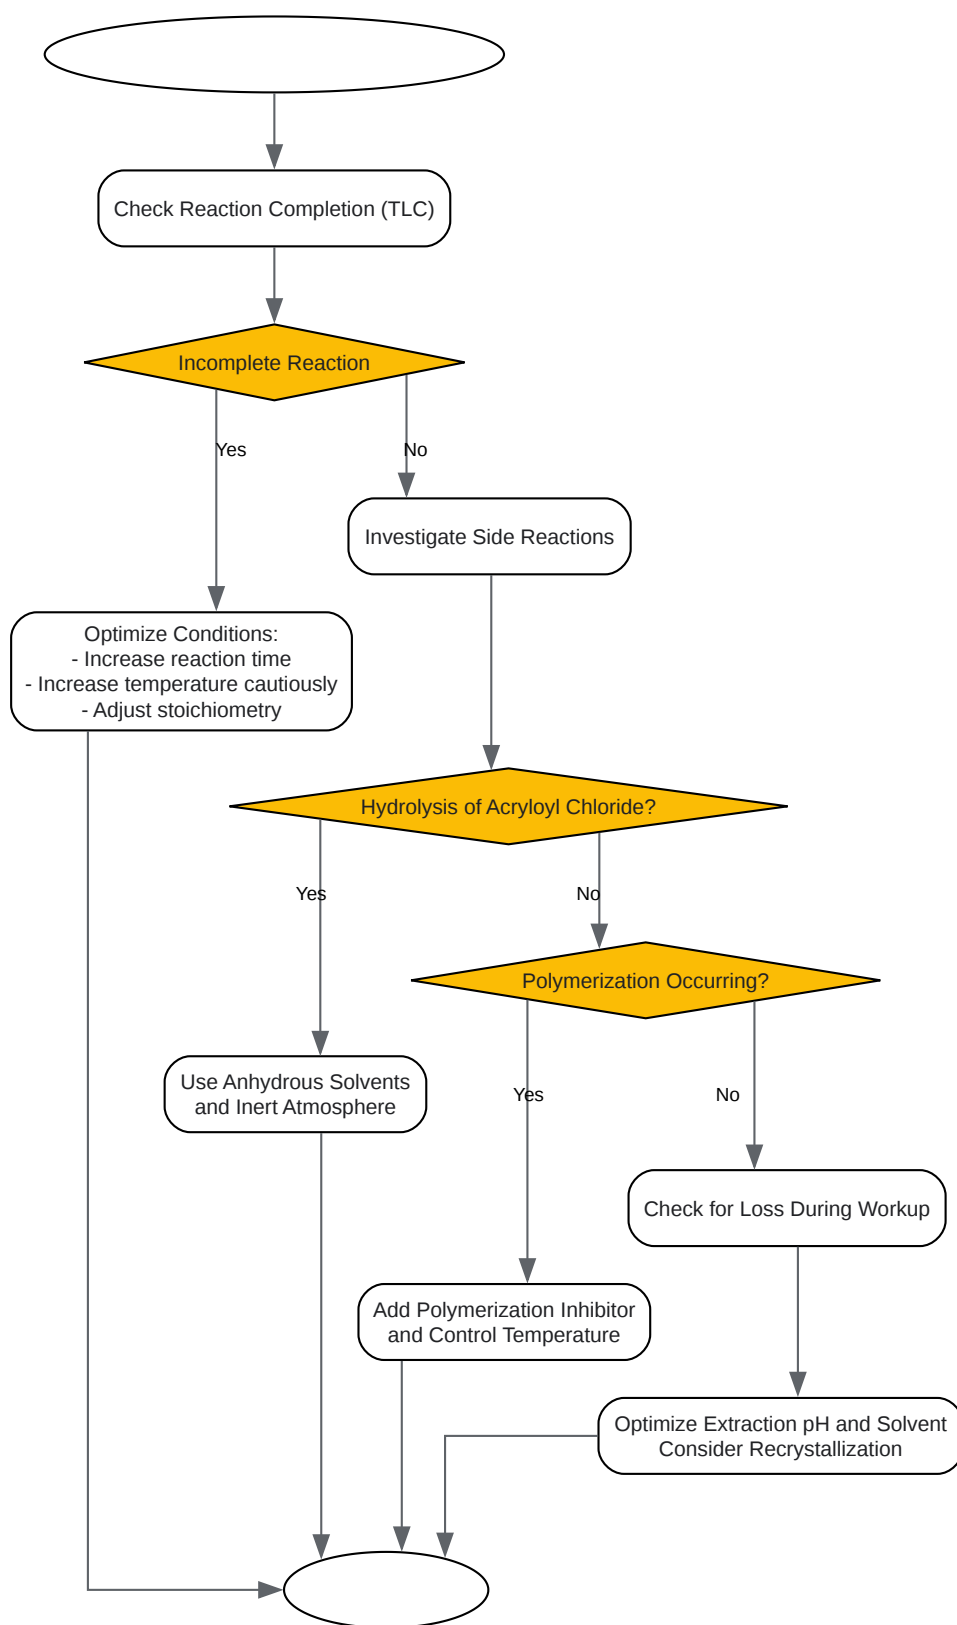 Check Reaction Completion (TLC)
Incomplete Reaction
Yes
No
Investigate Side Reactions
Optimize Conditions:
- Increase reaction time
- Increase temperature cautiously
- Adjust stoichiometry
Hydrolysis of Acryloyl Chloride?
Yes
No
Polymerization Occurring?
Use Anhydrous Solvents
and Inert Atmosphere
Yes
No
Check for Loss During Workup
Add Polymerization Inhibitor
and Control Temperature
Optimize Extraction pH and Solvent
Consider Recrystallization